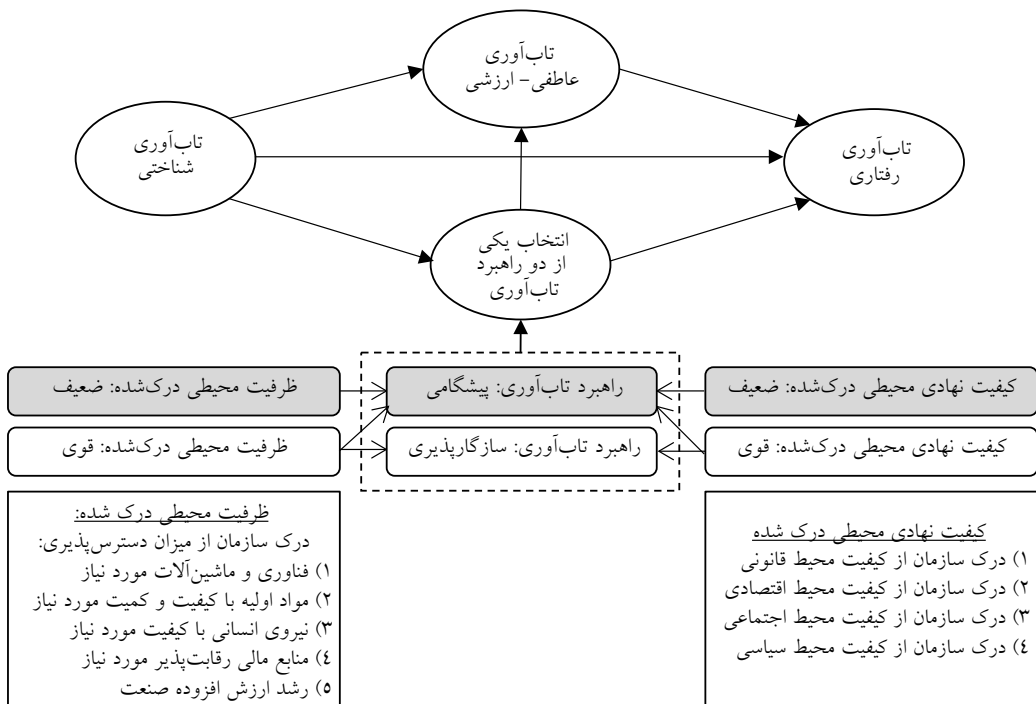 تاب‌آوری
عاطفی– ارزشی
تاب‌آوری
شناختی
تاب‌آوری
رفتاری
انتخاب یکی
از دو راهبرد
تاب‌آوری
کیفیت نهادی محیطی درک‌شده: ضعیف
راهبرد تاب‌آوری: پیشگامی
ظرفیت محیطی درک‌شده: ضعیف
کیفیت نهادی محیطی درک‌شده: قوی
راهبرد تاب‌آوری: سازگارپذیری
ظرفیت محیطی درک‌شده: قوی
کیفیت نهادی محیطی درک شده
۱) درک سازمان از کیفیت محیط قانونی
۲) درک سازمان از کیفیت محیط اقتصادی
۳) درک سازمان از کیفیت محیط اجتماعی
٤) درک سازمان از کیفیت محیط سیاسی
ظرفیت محیطی درک شده:
درک سازمان از میزان دسترس‌پذیری:
۱) فناوری و ماشین‌آلات مورد نیاز
۲) مواد اولیه با کیفیت و کمیت مورد نیاز
۳) نیروی انسانی با کیفیت مورد نیاز
٤) منابع مالی رقابت‌پذیر مورد نیاز
٥) رشد ارزش افزوده صنعت